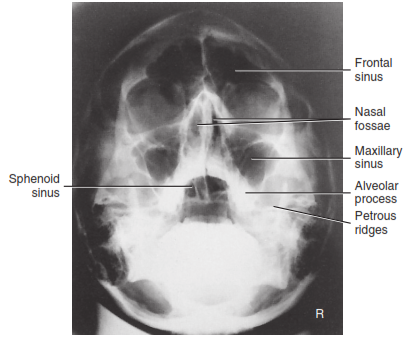 Frontal
sinus
Nasal
fossae
Maxillary
sinus
Sphenoid
sinus
Alveolar
process
Petrous
ridges
R